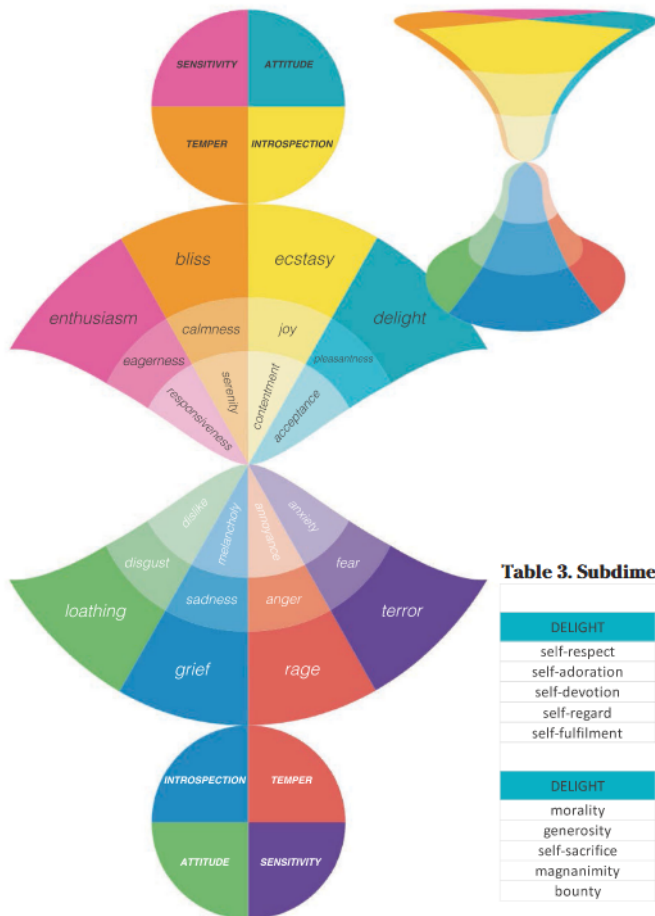 SENSITIVITY
ATTITUDE
TEMPER
INTROSPECTION
bliss
ecstasy
enthusiasm
delight
calmness
joy
eagerness
pleasantness
responsiveness
serenity
contentment
acceptance
dislike
melancholy
annoyance
anxiety
disgust
fear
sadness
anger
loathing
terror
grief
rage
INTROSPECTION
TEMPER
ATTITUDE
SENSITIVITY
Table 3. Subdime
DELIGHT
self-respect
self-adoration
self-devotion
self-regard
self-fulfilment
DELIGHT
morality
generosity
self-sacrifice
magnanimity
bounty